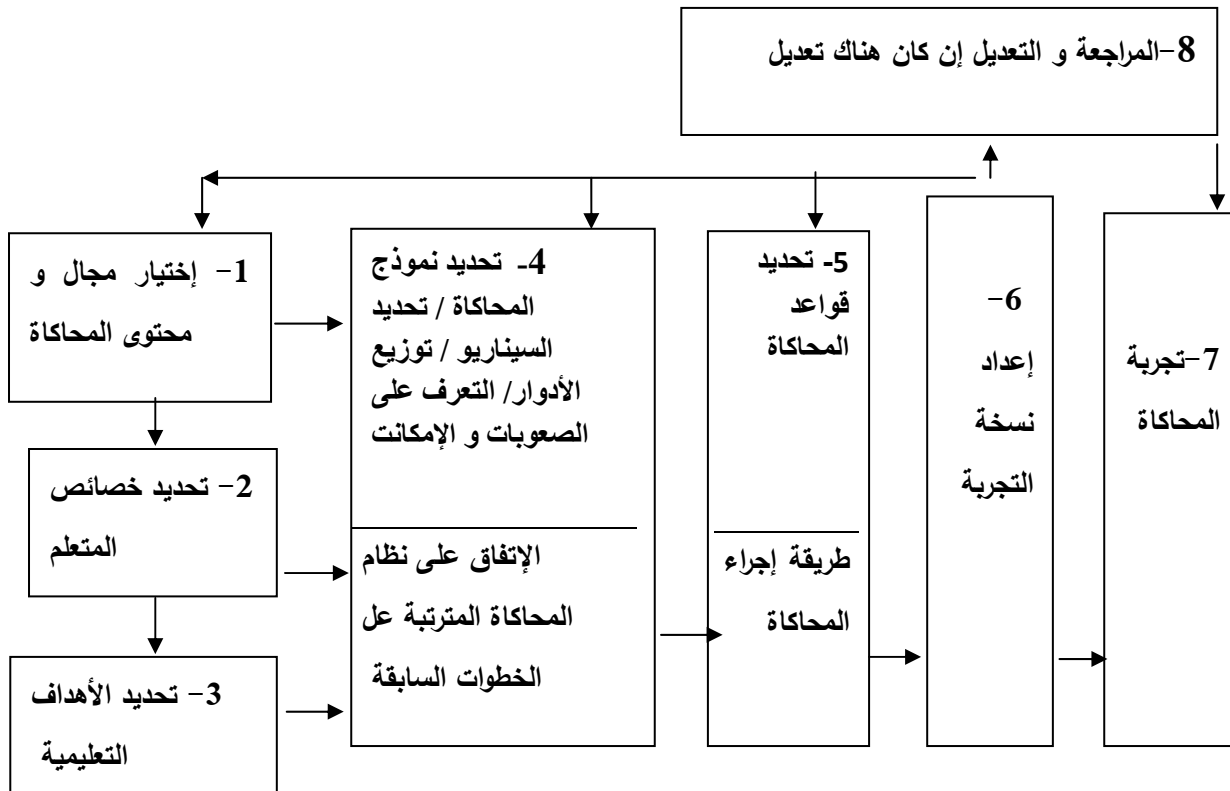 8-المراجعة و التعديل إن كان هناك تعديل
1- إختيار مجال و
محتوى المحاكاة
2- تحديد خصائص
المتعلم
3- تحديد الأهداف
التعليمية
4- تحديد نموذج
المحاكاة / تحديد
السيناريو / توزيع
الأدوار/ التعرف على
الصعوبات و الإمكانت
الإتفاق على نظام
المحاكاة المترتبة عل
الخطوات السابقة
5- تحديد
قواعد
المحاكاة
طريقة إجراء
المحاكاة
6-
إعداد
نسخة
التجربة
7-تجربة
المحاكاة